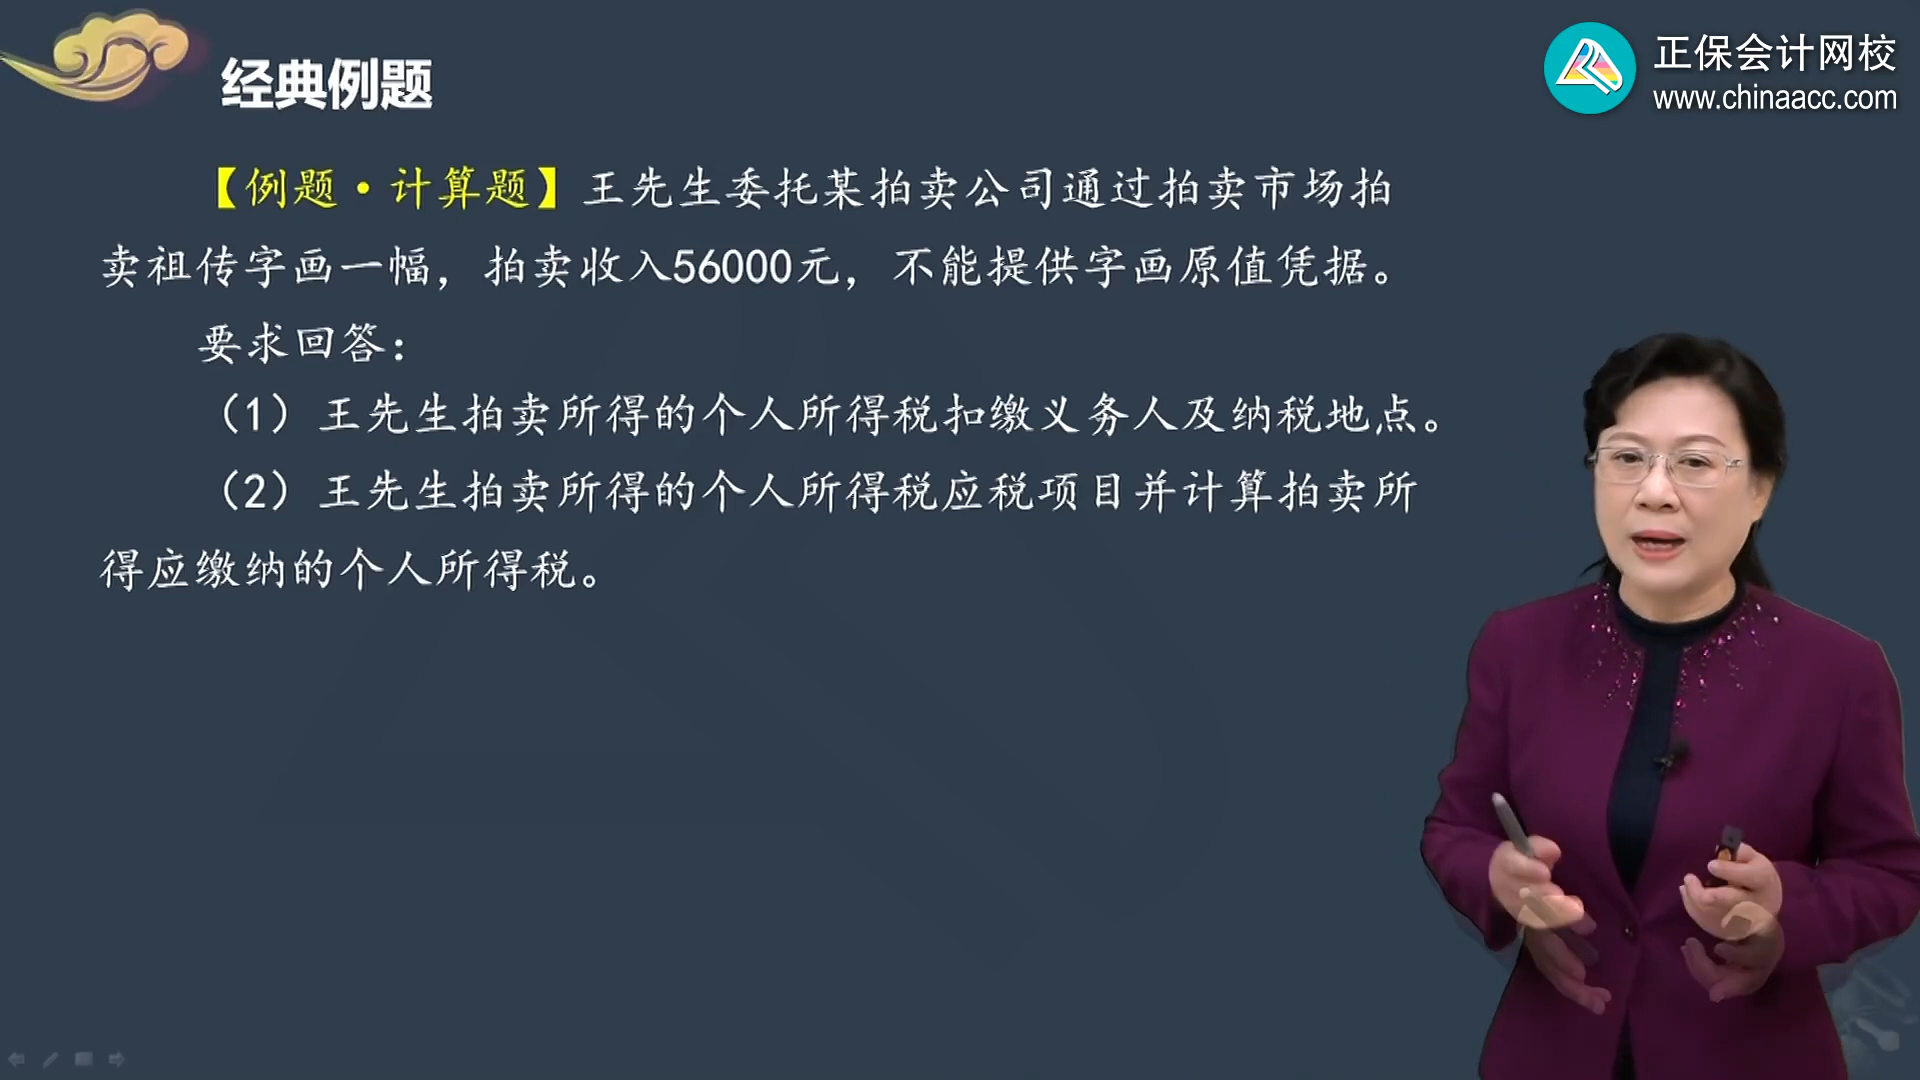 经典例题
正保会计网校
www.chinaacc.com
【例题·计算题】王先生委托某拍卖公司通过拍卖市场拍
卖祖传字画一幅，拍卖收入56000元，不能提供字画原值凭据。
要求回答：
（1）王先生拍卖所得的个人所得税扣缴义务人及纳税地点。
（2）王先生拍卖所得的个人所得税应税项目并计算拍卖所
得应缴纳的个人所得税。